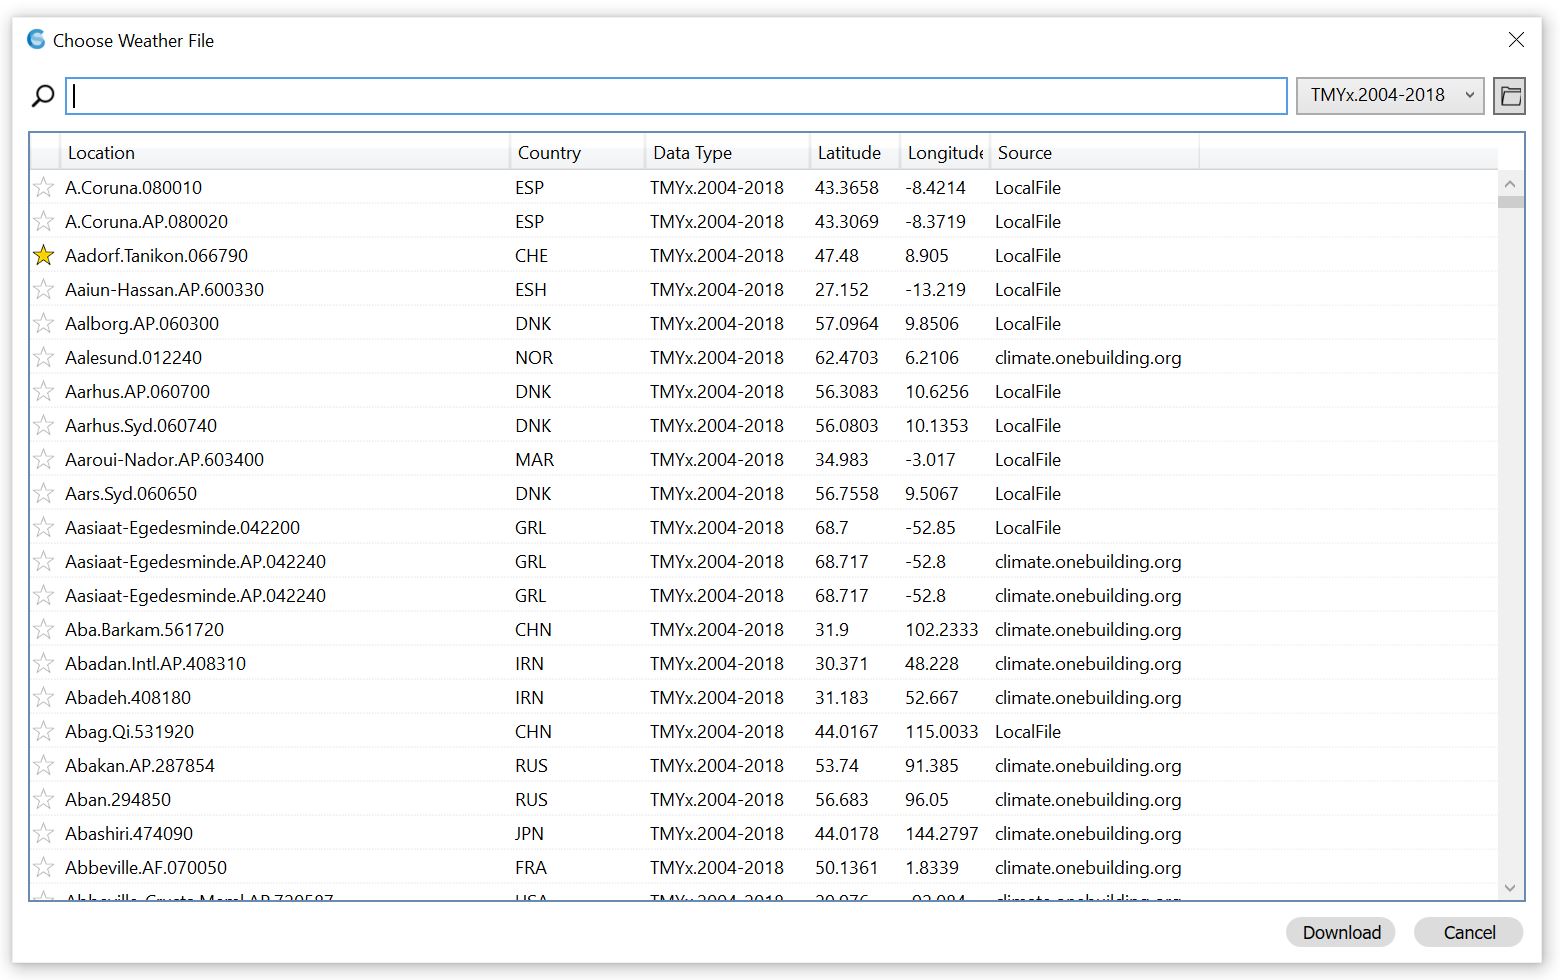 Choose Weather File
TMYx.2004-2018
Location Country Data Type Latitude Longitude Source
A.Coruna.080010 ESP TMYx.2004-2018 43.3658 -8.4214 LocalFile
A.Coruna.AP.080020 ESP TMYx.2004-2018 43.3069 -8.3719 LocalFile
Aadorf.Tanikon.066790 CHE TMYx.2004-2018 47.48 8.905 LocalFile
Aaiun-Hassan.AP.600330 ESH TMYx.2004-2018 27.152 -13.219 LocalFile
Aalborg.AP.060300 DNK TMYx.2004-2018 57.0964 9.8506 LocalFile
Aalesund.012240 NOR TMYx.2004-2018 62.4703 6.2106 climate.onebuilding.org
Aarhus.AP.060700 DNK TMYx.2004-2018 56.3083 10.6256 LocalFile
Aarhus.Syd.060740 DNK TMYx.2004-2018 56.0803 10.1353 LocalFile
Aaroui-Nador.AP.603400 MAR TMYx.2004-2018 34.983 -3.017 LocalFile
Aars.Syd.060650 DNK TMYx.2004-2018 56.7558 9.5067 LocalFile
Aasiaat-Egedesminde.042200 GRL TMYx.2004-2018 68.7 -52.85 LocalFile
Aasiaat-Egedesminde.AP.042240 GRL TMYx.2004-2018 68.717 -52.8 climate.onebuilding.org
Aasiaat-Egedesminde.AP.042240 GRL TMYx.2004-2018 68.717 -52.8 climate.onebuilding.org
Aba.Barkam.561720 CHN TMYx.2004-2018 31.9 102.2333 climate.onebuilding.org
Abadan.Intl.AP.408310 IRN TMYx.2004-2018 30.371 48.228 climate.onebuilding.org
Abadeh.408180 IRN TMYx.2004-2018 31.183 52.667 climate.onebuilding.org
Abag.Qi.531920 CHN TMYx.2004-2018 44.0167 115.0033 LocalFile
Abakan.AP.287854 RUS TMYx.2004-2018 53.74 91.385 climate.onebuilding.org
Aban.294850 RUS TMYx.2004-2018 56.683 96.05 climate.onebuilding.org
Abashiri.474090 JPN TMYx.2004-2018 44.0178 144.2797 climate.onebuilding.org
Abbeville.AF.070050 FRA TMYx.2004-2018 50.1361 1.8339 climate.onebuilding.org
Download Cancel